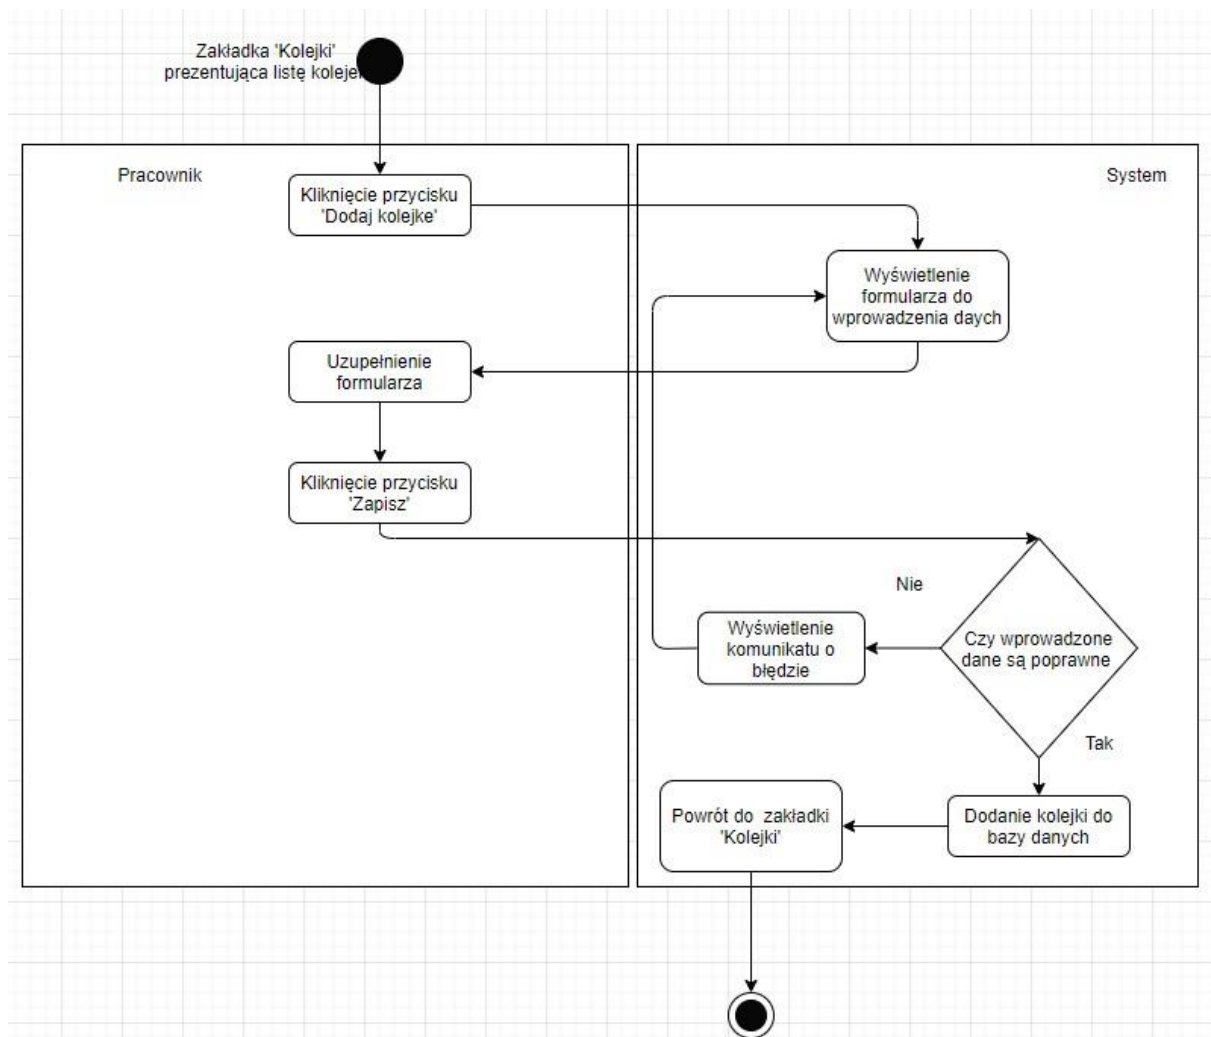 Zakładka 'Kolejki'
prezentująca listę kolejek
Pracownik
System
Kliknięcie przycisku
'Dodaj kolejke'
Wyświetlenie
formularza do
wprowadzenia daych
Uzupełnienie
formularza
Kliknięcie przycisku
'Zapisz'
Nie
Czy wprowadzone
dane są poprawne
Wyświetlenie
komunikatu o
błędzie
Tak
Dodanie kolejki do
bazy danych
Powrót do zakładki
'Kolejki'